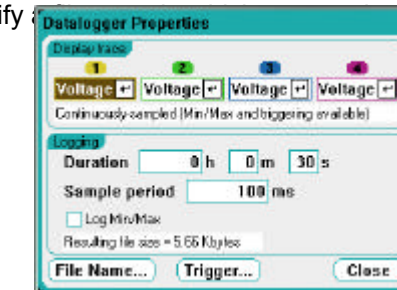 ify a
Datalogger Properties
Display trace
1 2 3 4
Voltage Voltage Voltage Voltage
Continuously-sampled (Min/Max and triggering available)
Logging
Duration 0 h 0 m 30 s
Sample period 100 ms
Log Min/Max
Resulting file size = 5.66 Kbytes
File Name... Trigger... Close